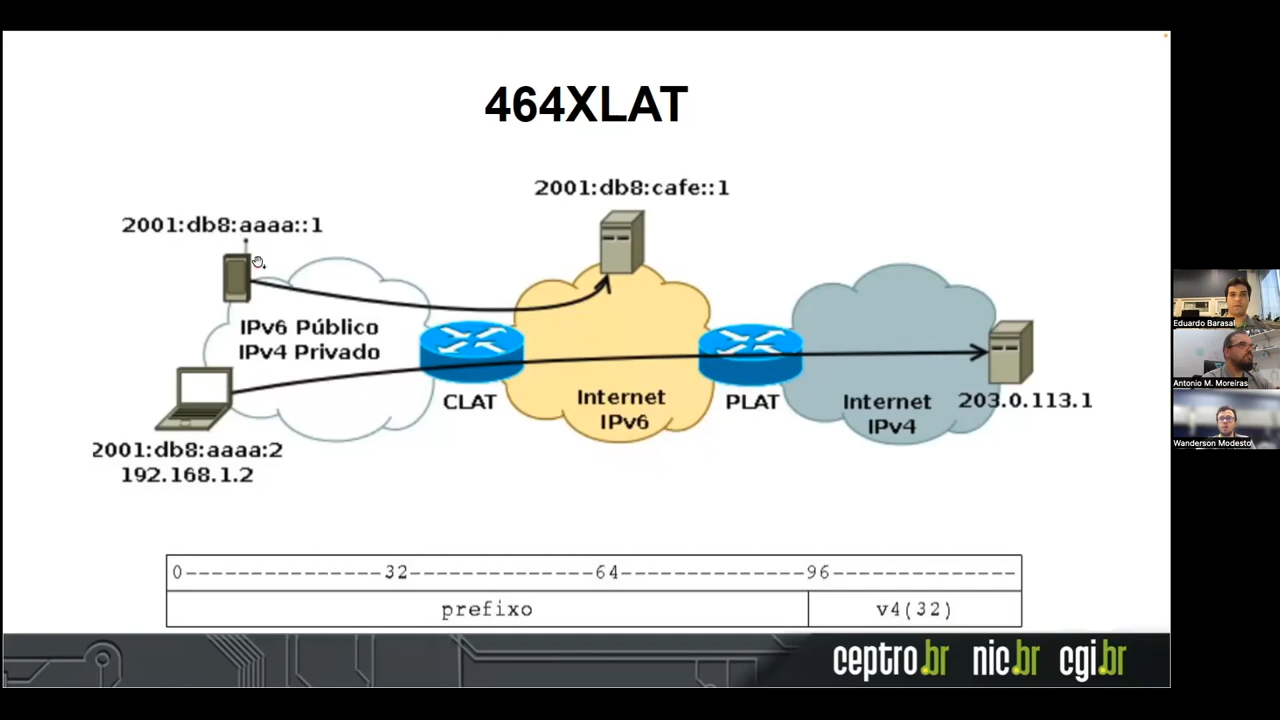 464XLAT
2001:db8:cafe::1
2001:db8:aaaa::1
IPv6 Público
IPv4 Privado
CLAT
Internet
IPv6
PLAT
Internet
IPv4
203.0.113.1
2001:db8:aaaa:2
192.168.1.2
0---------------------32------------------64-------------------96------------------
prefixo
v4(32)
ceptro.br nic.br cgi.br
Eduardo Barasal
Antonio M. Moreiras
Wanderson Modesto